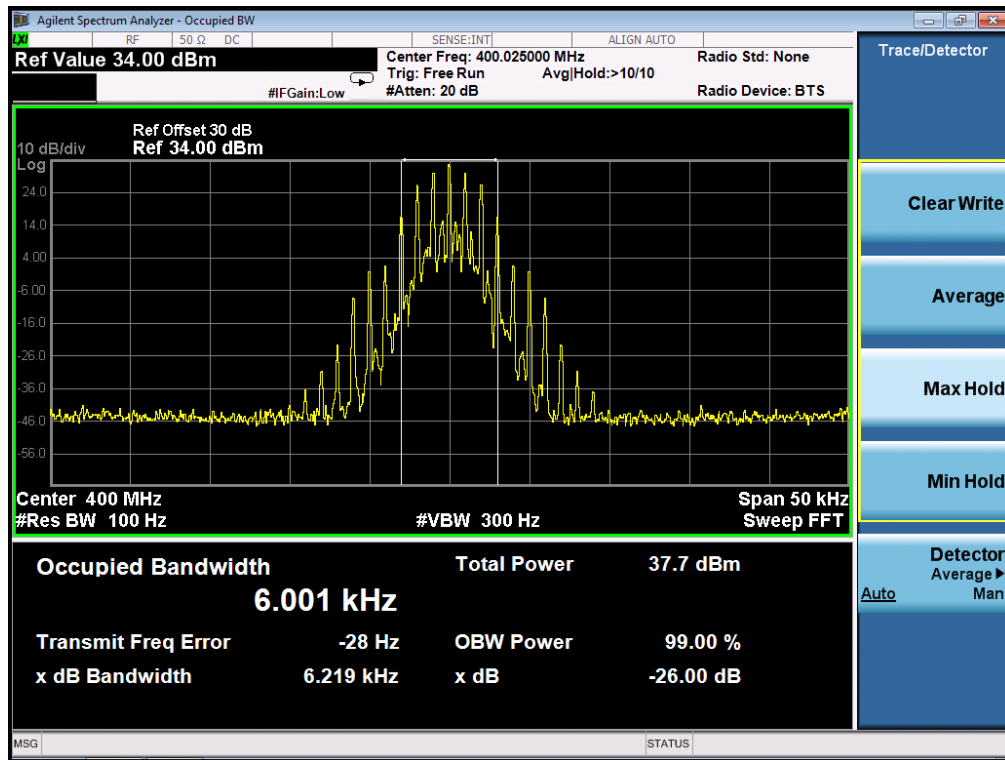 Agilent Spectrum Analyzer - Occupied BW
LXI RF 50 Ω DC SENSE:INT ALIGN AUTO
Ref Value 34.00 dBm
Center Freq: 400.025000 MHz
Radio Std: None
Trig: Free Run Avg|Hold:>10/10
#IFGain:Low
#Atten: 20 dB
Radio Device: BTS
Ref Offset 30 dB
10 dB/div Ref 34.00 dBm
Log
24.0
14.0
4.00
-6.00
-16.0
-26.0
-36.0
-46.0
-56.0
Center 400 MHz Span 50 kHz
#Res BW 100 Hz #VBW 300 Hz Sweep FFT
Occupied Bandwidth Total Power 37.7 dBm
6.001 kHz
Transmit Freq Error -28 Hz OBW Power 99.00 %
x dB Bandwidth 6.219 kHz x dB -26.00 dB
MSG STATUS
Trace/Detector
Clear Write
Average
Max Hold
Min Hold
Detector
Average
Auto Man